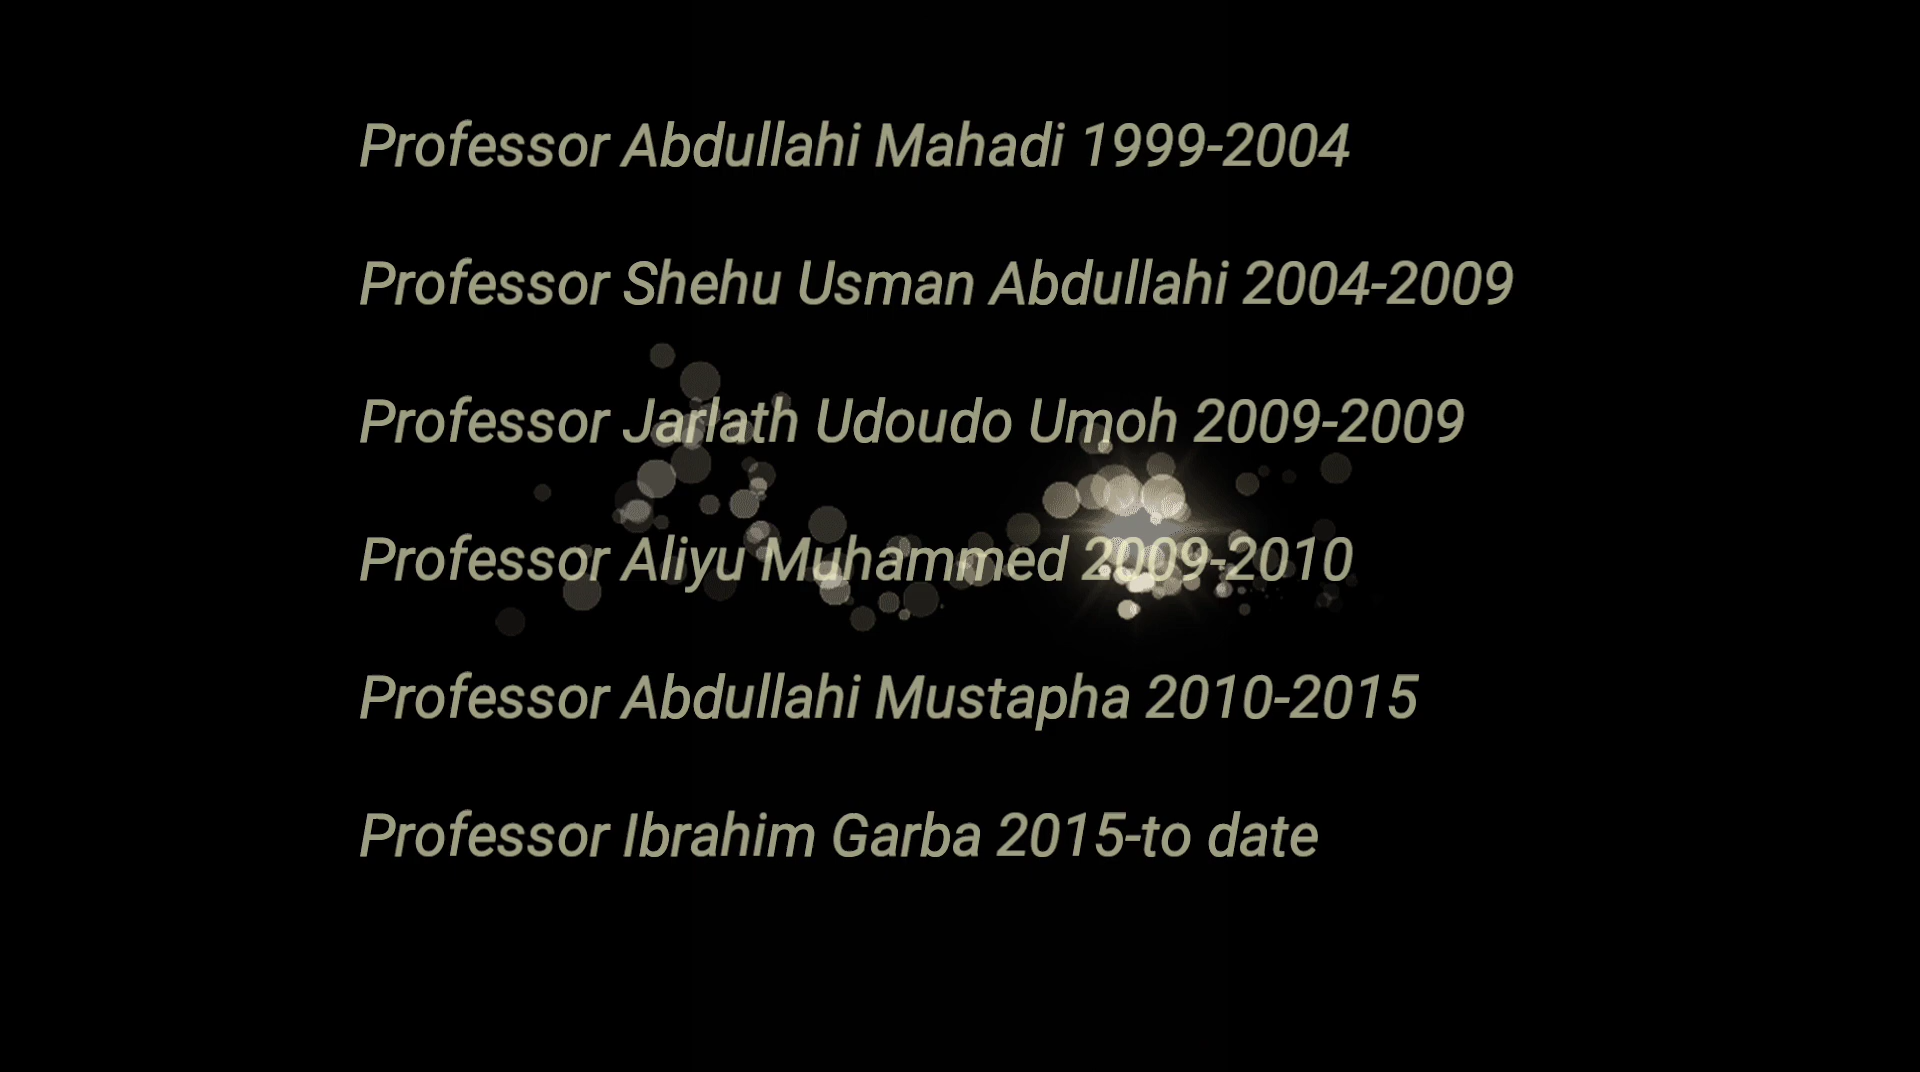 Professor Abdullahi Mahadi 1999-2004
Professor Shehu Usman Abdullahi 2004-2009
Professor Jarlath Udoudo Umoh 2009-2009
Professor Aliyu Muhammed 2009-2010
Professor Abdullahi Mustapha 2010-2015
Professor Ibrahim Garba 2015-to date